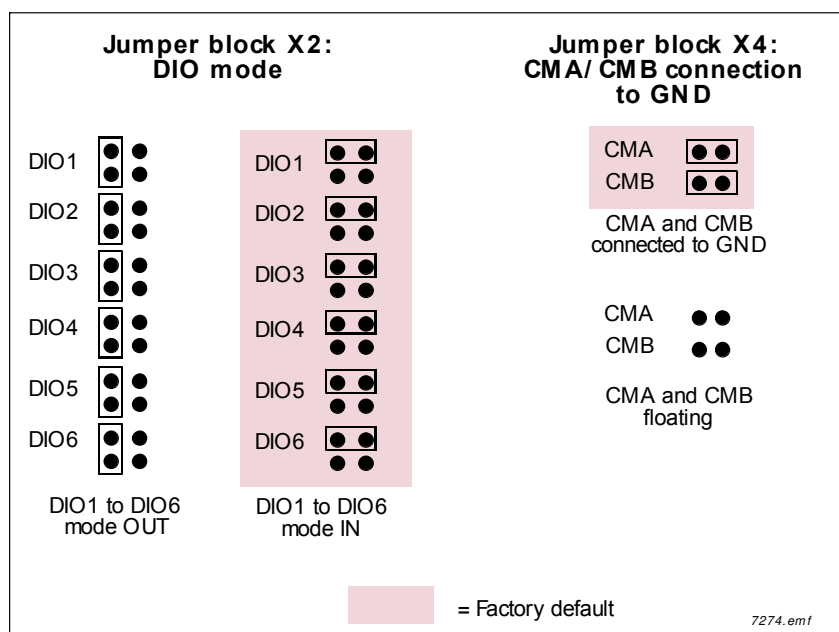 Jumper block X2:
DIO mode
DIO1
DIO2
DIO3
DIO4
DIO5
DIO6
DIO1 to DIO6
mode OUT
DIO1
DIO2
DIO3
DIO4
DIO5
DIO6
DIO1 to DIO6
mode IN
Jumper block X4:
CMA/CMB connection
to GND
CMA
CMB
CMA and CMB
connected to GND
CMA
CMB
CMA and CMB
floating
= Factory default
7274.emf